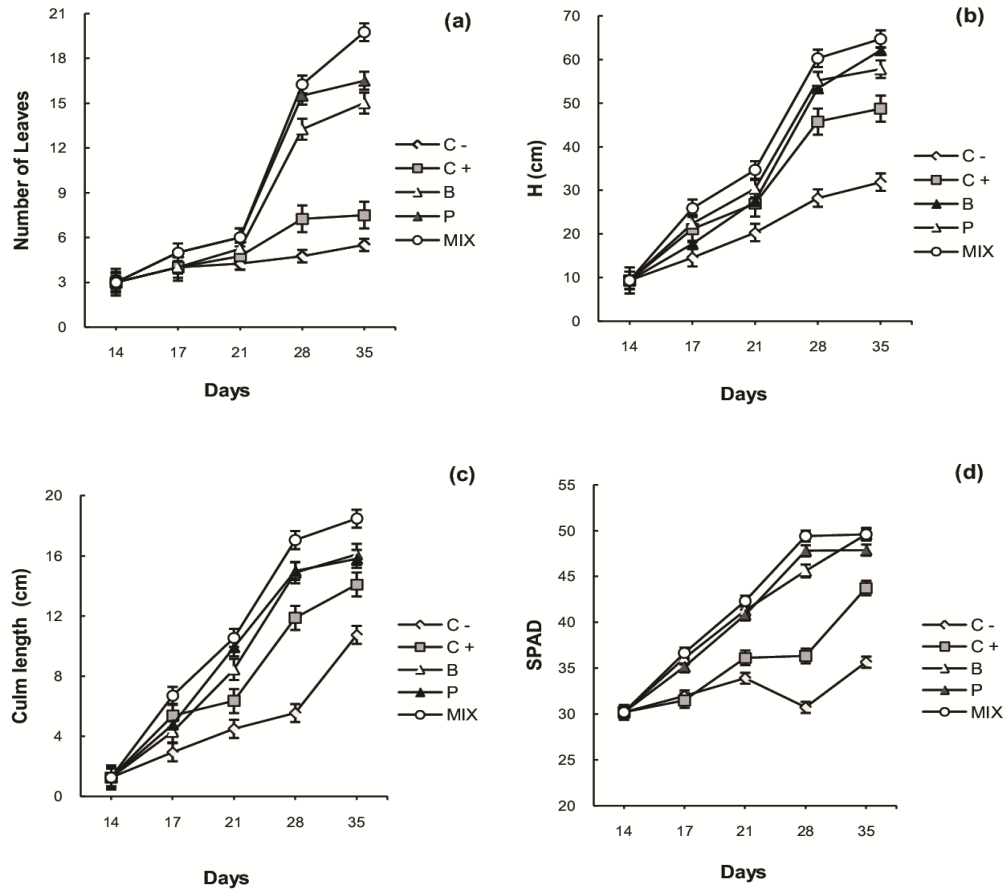 (a)
Number of Leaves
21
18
15
12
9
6
3
0
14 17 21 28 35
Days
C -
C +
B
P
MIX
(b)
H (cm)
70
60
50
40
30
20
10
0
14 17 21 28 35
Days
C -
C +
B
P
MIX
(c)
Culm length (cm)
20
16
12
8
4
0
14 17 21 28 35
Days
C -
C +
B
P
MIX
(d)
SPAD
55
50
45
40
35
30
25
20
14 17 21 28 35
Days
C -
C +
B
P
MIX